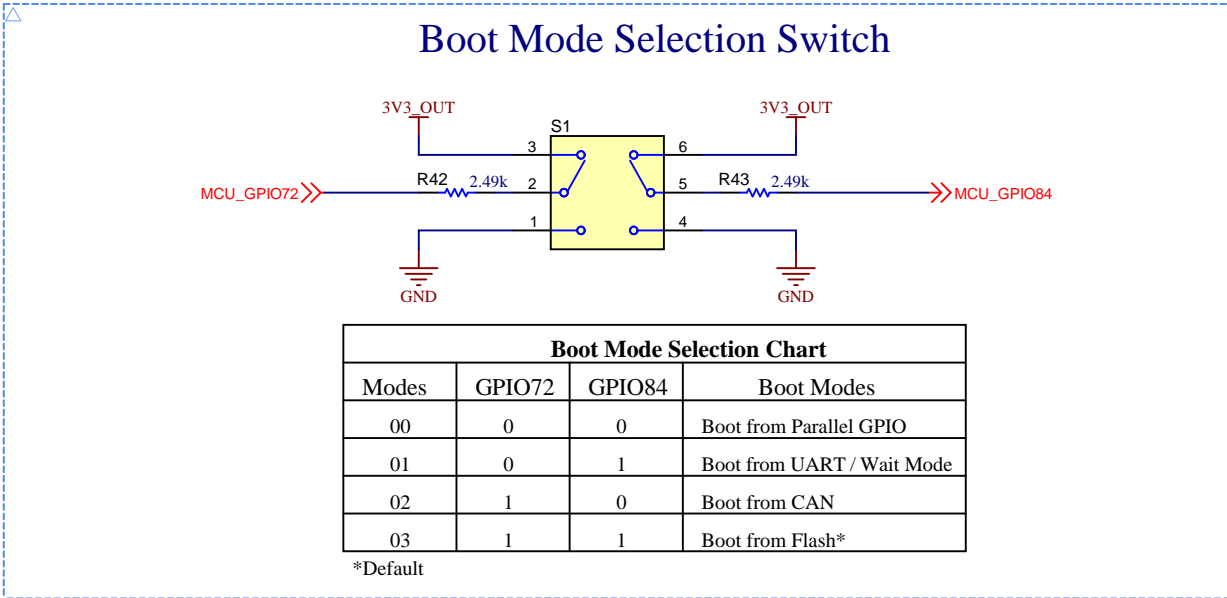 Boot Mode Selection Switch
3V3_OUT 3V3_OUT
S1
3 6
MCU_GPIO72 R42 2.49k 2 5 R43 2.49k MCU_GPIO84
1 4
GND GND
Boot Mode Selection Chart
Modes GPIO72 GPIO84 Boot Modes
00 0 0 Boot from Parallel GPIO
01 0 1 Boot from UART / Wait Mode
02 1 0 Boot from CAN
03 1 1 Boot from Flash*
*Default